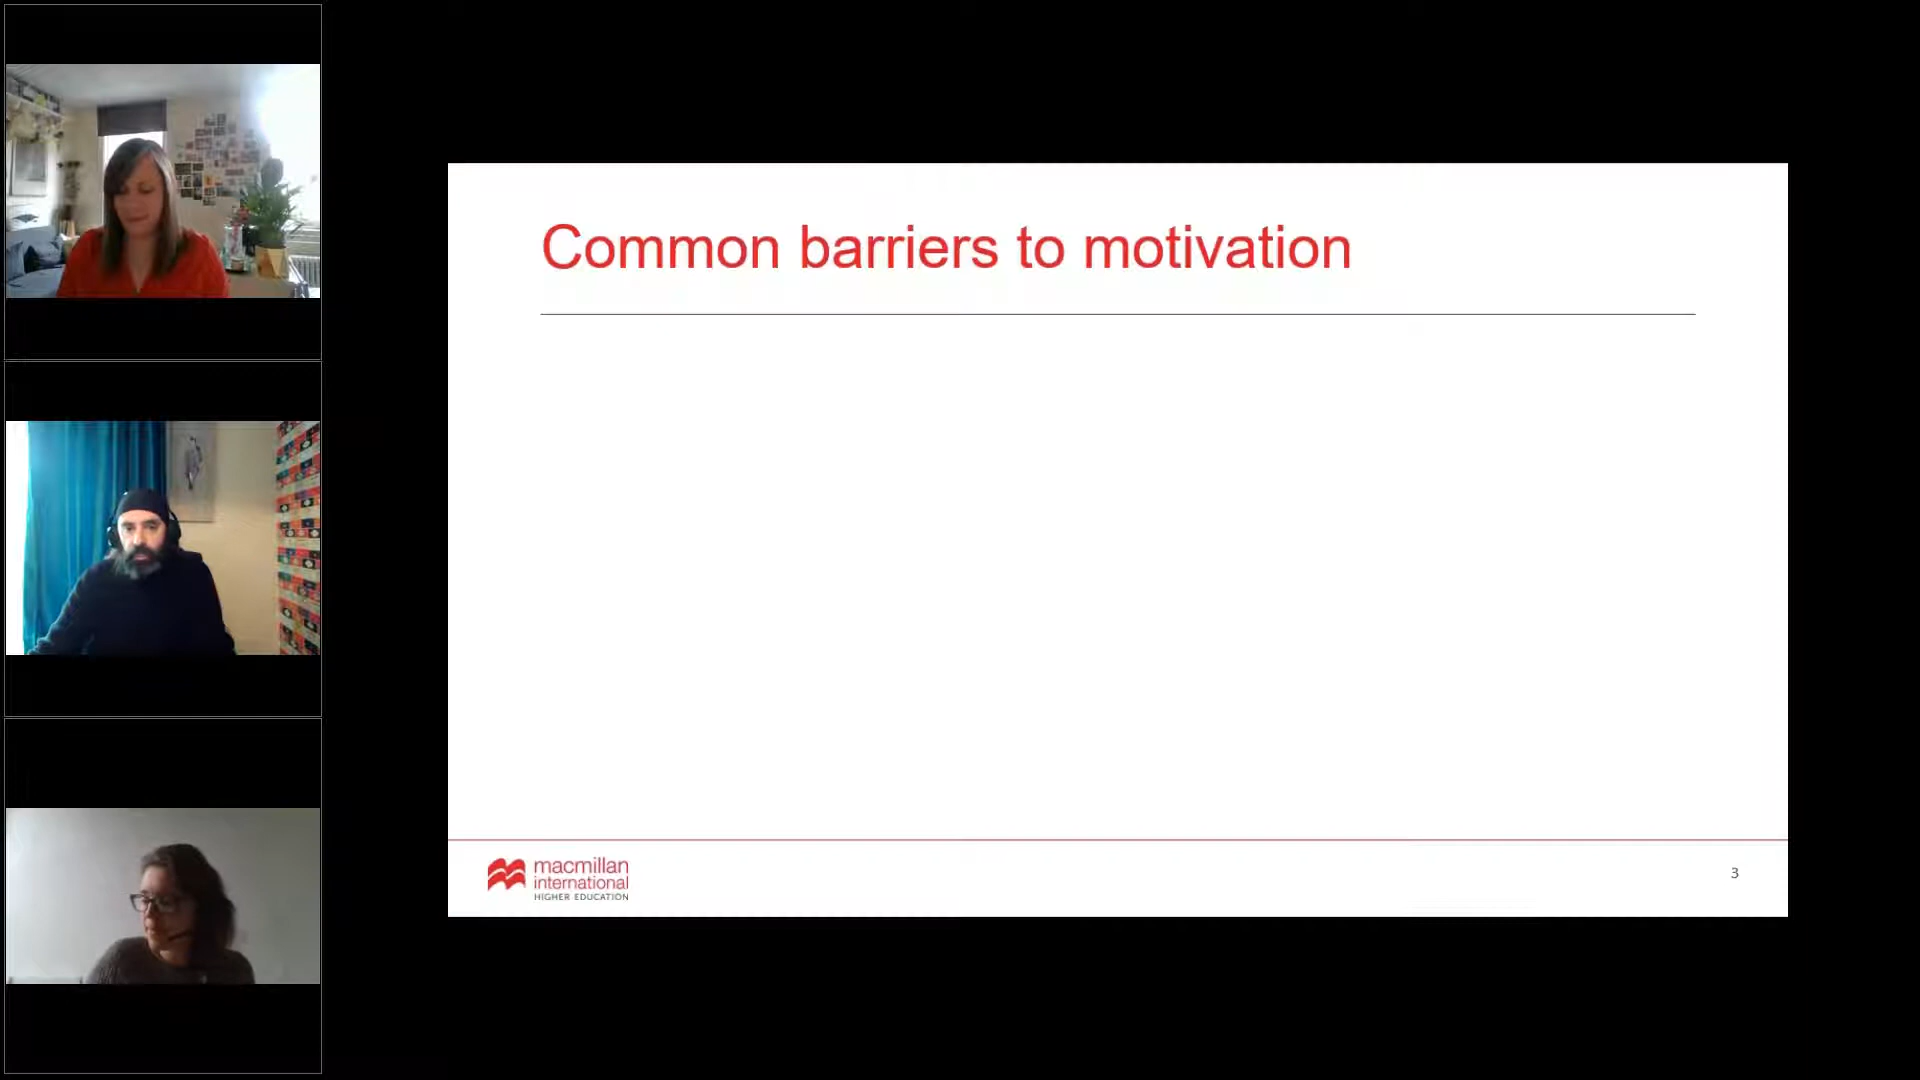 Common barriers to motivation
macmillan
international
HIGHER EDUCATION
3